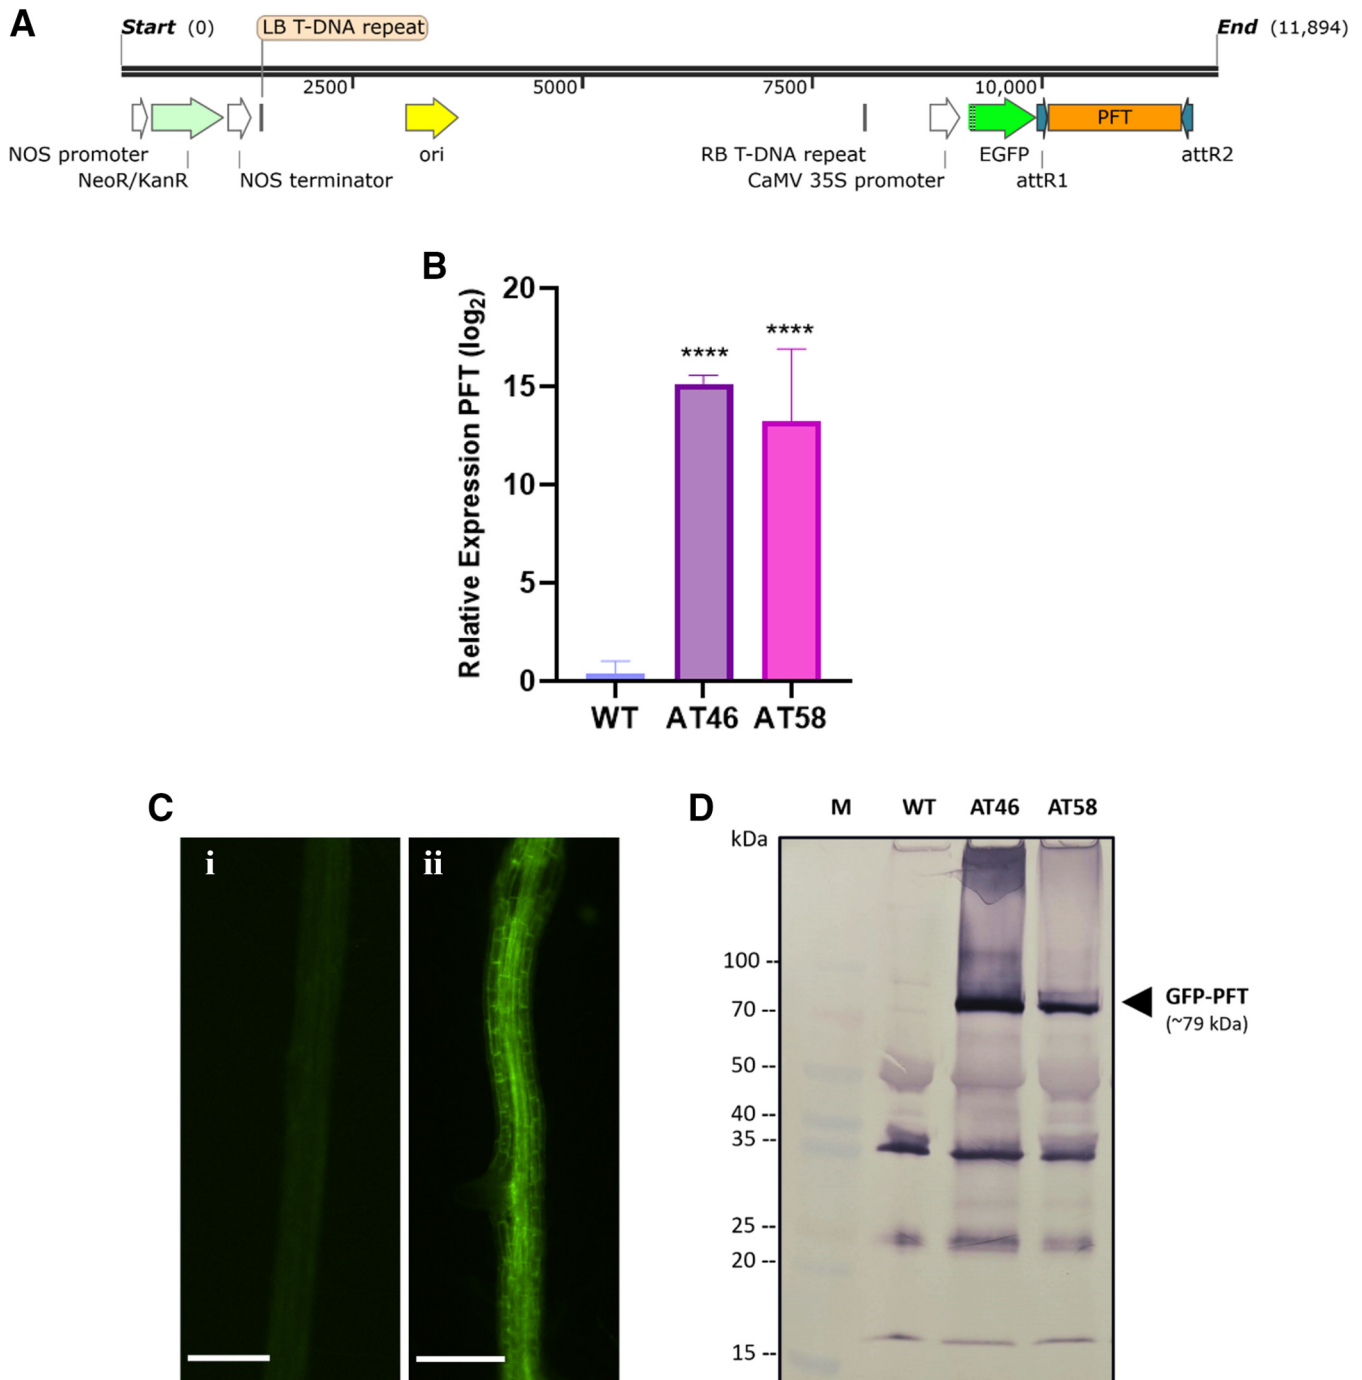 A
Start (0)
LB T-DNA repeat
End (11,894)
2500
5000
7500
10,000
PFT
NOS promoter
ori
RB T-DNA repeat
EGFP
attR2
NeoR/KanR
NOS terminator
CaMV 35S promoter
attR1
B
Relative Expression PFT (log₂)
20
15
10
5
0
****
****
WT AT46 AT58
C
i
ii
D
M WT AT46 AT58
kDa
100 --
70 --
50 --
40 --
35 --
25 --
20 --
15 --
GFP-PFT
(~79 kDa)